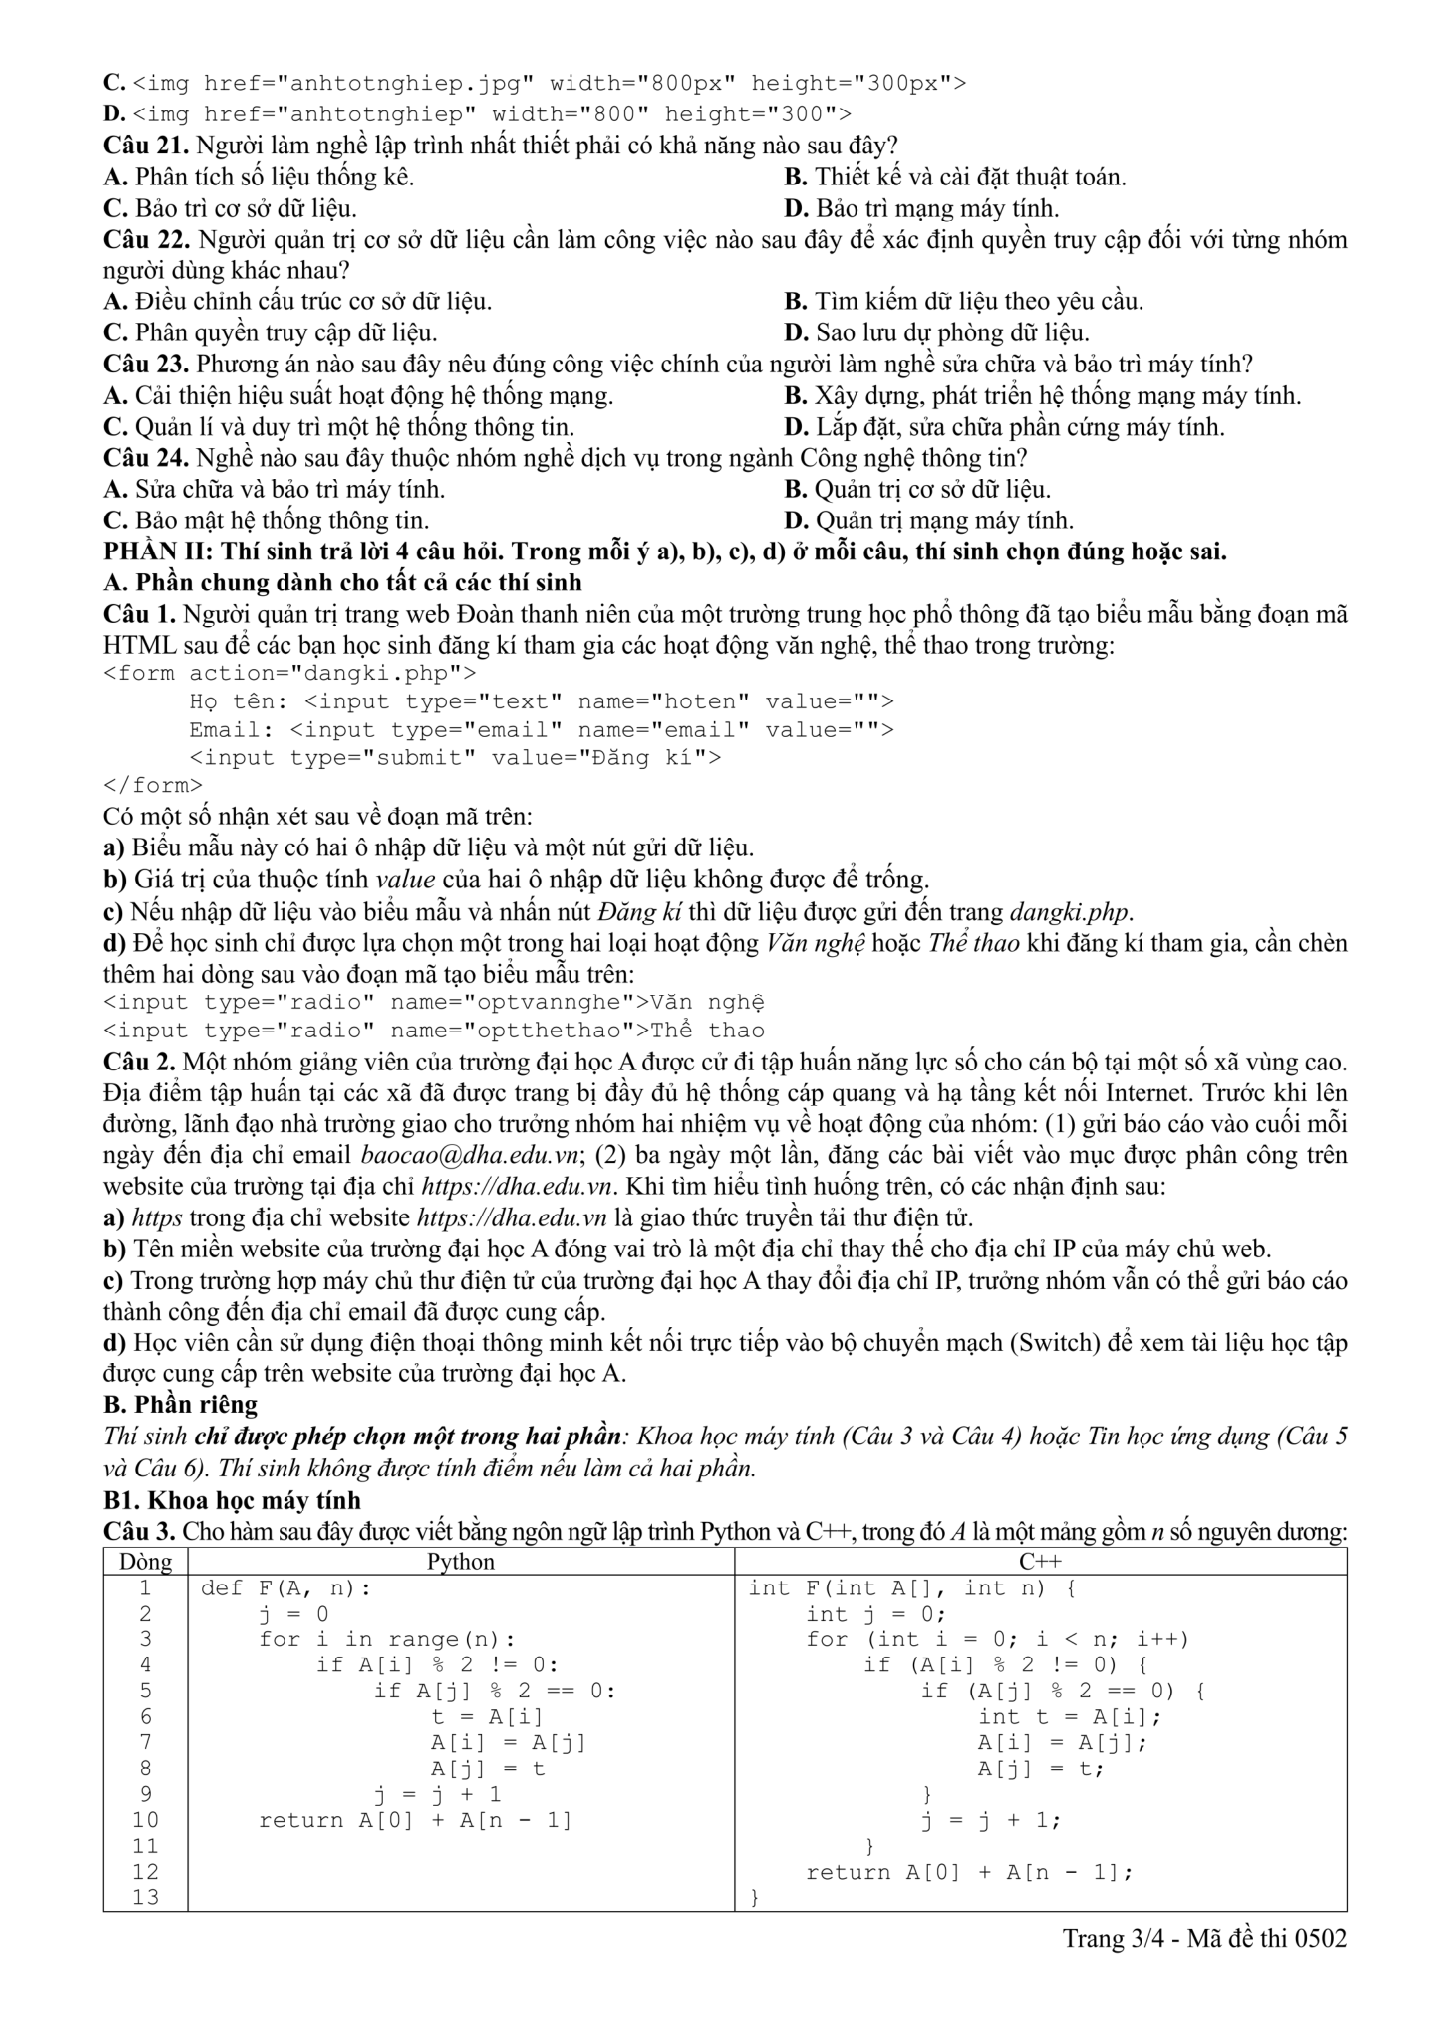 C. <img href="anhtotnghiep.jpg" width="800px" height="300px">
D. <img href="anhtotnghiep" width="800" height="300">
Câu 21. Người làm nghề lập trình nhất thiết phải có khả năng nào sau đây?
A. Phân tích số liệu thống kê. B. Thiết kế và cài đặt thuật toán.
C. Bảo trì cơ sở dữ liệu. D. Bảo trì mạng máy tính.
Câu 22. Người quản trị cơ sở dữ liệu cần làm công việc nào sau đây để xác định quyền truy cập đối với từng nhóm
người dùng khác nhau?
A. Điều chỉnh cấu trúc cơ sở dữ liệu. B. Tìm kiếm dữ liệu theo yêu cầu.
C. Phân quyền truy cập dữ liệu. D. Sao lưu dự phòng dữ liệu.
Câu 23. Phương án nào sau đây nêu đúng công việc chính của người làm nghề sửa chữa và bảo trì máy tính?
A. Cải thiện hiệu suất hoạt động hệ thống mạng. B. Xây dựng, phát triển hệ thống mạng máy tính.
C. Quản lí và duy trì một hệ thống thông tin. D. Lắp đặt, sửa chữa phần cứng máy tính.
Câu 24. Nghề nào sau đây thuộc nhóm nghề dịch vụ trong ngành Công nghệ thông tin?
A. Sửa chữa và bảo trì máy tính. B. Quản trị cơ sở dữ liệu.
C. Bảo mật hệ thống thông tin. D. Quản trị mạng máy tính.
PHẦN II: Thí sinh trả lời 4 câu hỏi. Trong mỗi ý a), b), c), d) ở mỗi câu, thí sinh chọn đúng hoặc sai.
A. Phần chung dành cho tất cả các thí sinh
Câu 1. Người quản trị trang web Đoàn thanh niên của một trường trung học phổ thông đã tạo biểu mẫu bằng đoạn mã
HTML sau để các bạn học sinh đăng kí tham gia các hoạt động văn nghệ, thể thao trong trường:
<form action="dangki.php">
Họ tên: <input type="text" name="hoten" value="">
Email: <input type="email" name="email" value="">
<input type="submit" value="Đăng kí">
</form>
Có một số nhận xét sau về đoạn mã trên:
a) Biểu mẫu này có hai ô nhập dữ liệu và một nút gửi dữ liệu.
b) Giá trị của thuộc tính value của hai ô nhập dữ liệu không được để trống.
c) Nếu nhập dữ liệu vào biểu mẫu và nhấn nút Đăng kí thì dữ liệu được gửi đến trang dangki.php.
d) Để học sinh chỉ được lựa chọn một trong hai loại hoạt động Văn nghệ hoặc Thể thao khi đăng kí tham gia, cần chèn
thêm hai dòng sau vào đoạn mã tạo biểu mẫu trên:
<input type="radio" name="optvannghe">Văn nghệ
<input type="radio" name="optthethao">Thể thao
Câu 2. Một nhóm giảng viên của trường đại học A được cử đi tập huấn năng lực số cho cán bộ tại một số xã vùng cao.
Địa điểm tập huấn tại các xã đã được trang bị đầy đủ hệ thống cáp quang và hạ tầng kết nối Internet. Trước khi lên
đường, lãnh đạo nhà trường giao cho trưởng nhóm hai nhiệm vụ về hoạt động của nhóm: (1) gửi báo cáo vào cuối mỗi
ngày đến địa chỉ email baocao@dha.edu.vn; (2) ba ngày một lần, đăng các bài viết vào mục được phân công trên
website của trường tại địa chỉ https://dha.edu.vn. Khi tìm hiểu tình huống trên, có các nhận định sau:
a) https trong địa chỉ website https://dha.edu.vn là giao thức truyền tải thư điện tử.
b) Tên miền website của trường đại học A đóng vai trò là một địa chỉ thay thế cho địa chỉ IP của máy chủ web.
c) Trong trường hợp máy chủ thư điện tử của trường đại học A thay đổi địa chỉ IP, trưởng nhóm vẫn có thể gửi báo cáo
thành công đến địa chỉ email đã được cung cấp.
d) Học viên cần sử dụng điện thoại thông minh kết nối trực tiếp vào bộ chuyển mạch (Switch) để xem tài liệu học tập
được cung cấp trên website của trường đại học A.
B. Phần riêng
Thí sinh chỉ được phép chọn một trong hai phần: Khoa học máy tính (Câu 3 và Câu 4) hoặc Tin học ứng dụng (Câu 5
và Câu 6). Thí sinh không được tính điểm nếu làm cả hai phần.
B1. Khoa học máy tính
Câu 3. Cho hàm sau đây được viết bằng ngôn ngữ lập trình Python và C++, trong đó A là một mảng gồm n số nguyên dương:
Dòng Python C++
1 def F(A, n): int F(int A[], int n) {
2 j = 0 int j = 0;
3 for i in range(n): for (int i = 0; i < n; i++)
4 if A[i] % 2 != 0: if (A[i] % 2 != 0) {
5 if A[j] % 2 == 0: if (A[j] % 2 == 0) {
6 t = A[i] int t = A[i];
7 A[i] = A[j] A[i] = A[j];
8 A[j] = t A[j] = t;
9 j = j + 1 }
10 return A[0] + A[n - 1] j = j + 1;
11 }
12 return A[0] + A[n - 1];
13 }
Trang 3/4 - Mã đề thi 0502